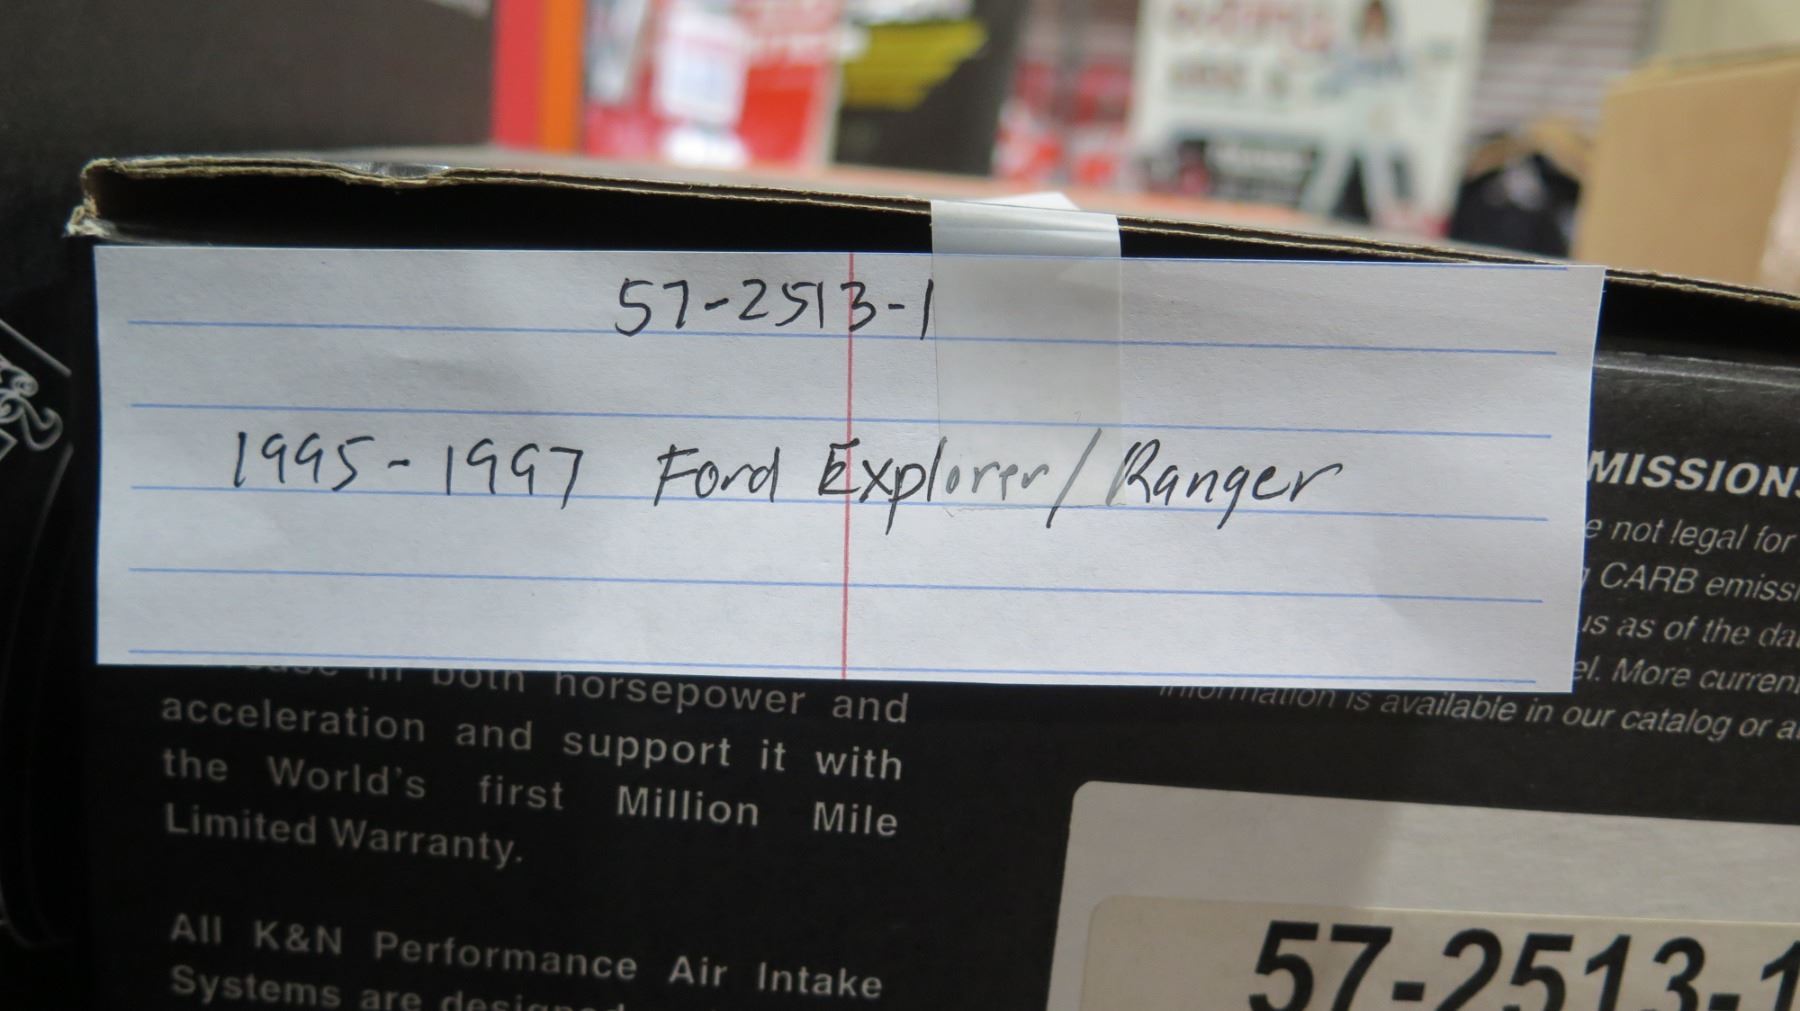 57-2513-1
1995-1997 Ford Explorer/Ranger
MISSION
e not legal for
CARB emiss
us as of the da
el. More curren
information is available in our catalog or a
in both horsepower and
acceleration and support it with
the World's first Million Mile
Limited Warranty.
All K&N Performance Air Intake
Systems are designed
57-2513-1